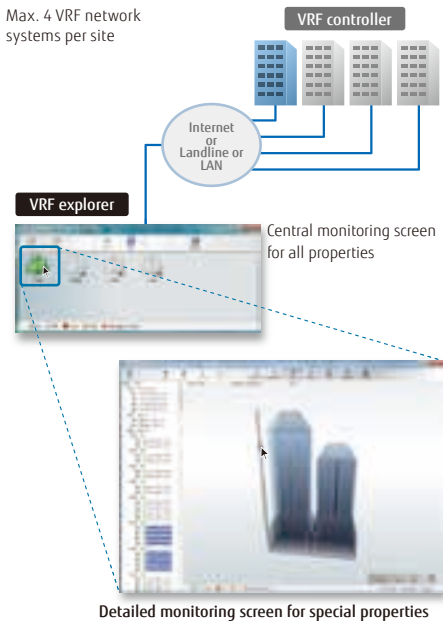 Max. 4 VRF network
systems per site
VRF controller
Internet
or
Landline or
LAN
VRF explorer
Central monitoring screen
for all properties
Detailed monitoring screen for special properties